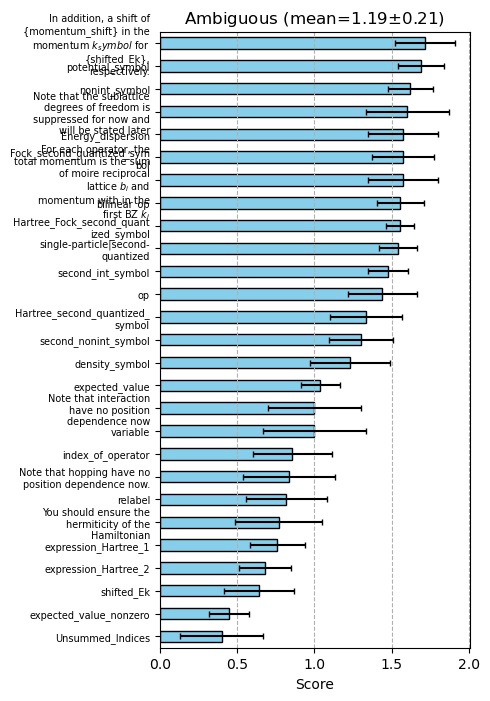 Ambiguous (mean=1.19±0.21)
In addition, a shift of
{momentum_shift} in the
momentum k_symbol for
{shifted_Ek}
respectively.
potential_symbol
nonint_symbol
Note that the sublattice
degrees of freedom is
suppressed for now and
will be stated later
Energy_dispersion
Fock_second_quantized_sym
bol
For each operator, the
total momentum is the sum
of moire reciprocal
lattice b_i and
momentum with in the
first BZ k_i
bilinear_op
Hartree_Fock_second_quant
ized_symbol
single-particle|second-
quantized
second_int_symbol
op
Hartree_second_quantized_
symbol
second_nonint_symbol
density_symbol
expected_value
Note that interaction
have no position
dependence now
variable
index_of_operator
Note that hopping have no
position dependence now.
relabel
You should ensure the
hermiticity of the
Hamiltonian
expression_Hartree_1
expression_Hartree_2
shifted_Ek
expected_value_nonzero
Unsummed_Indices
0.0 0.5 1.0 1.5 2.0
Score